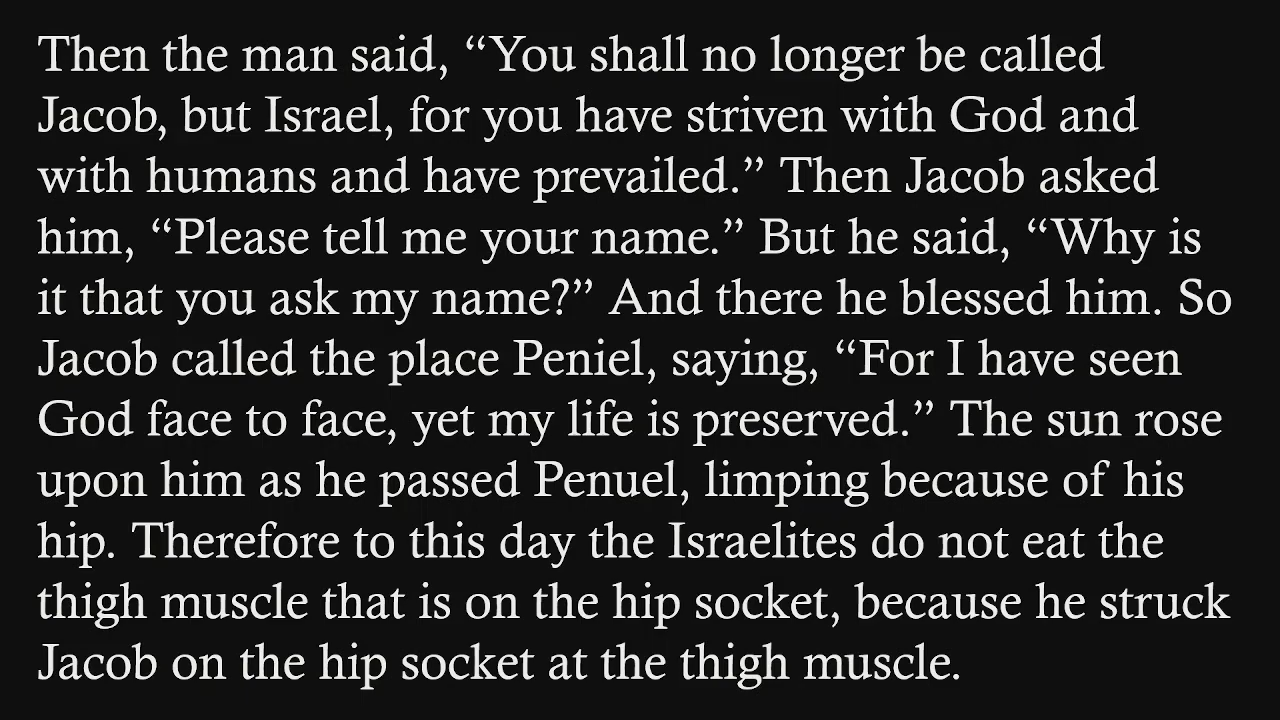 Then the man said, “You shall no longer be called
Jacob, but Israel, for you have striven with God and
with humans and have prevailed.” Then Jacob asked
him, “Please tell me your name.” But he said, “Why is
it that you ask my name?” And there he blessed him. So
Jacob called the place Peniel, saying, “For I have seen
God face to face, yet my life is preserved.” The sun rose
upon him as he passed Penuel, limping because of his
hip. Therefore to this day the Israelites do not eat the
thigh muscle that is on the hip socket, because he struck
Jacob on the hip socket at the thigh muscle.